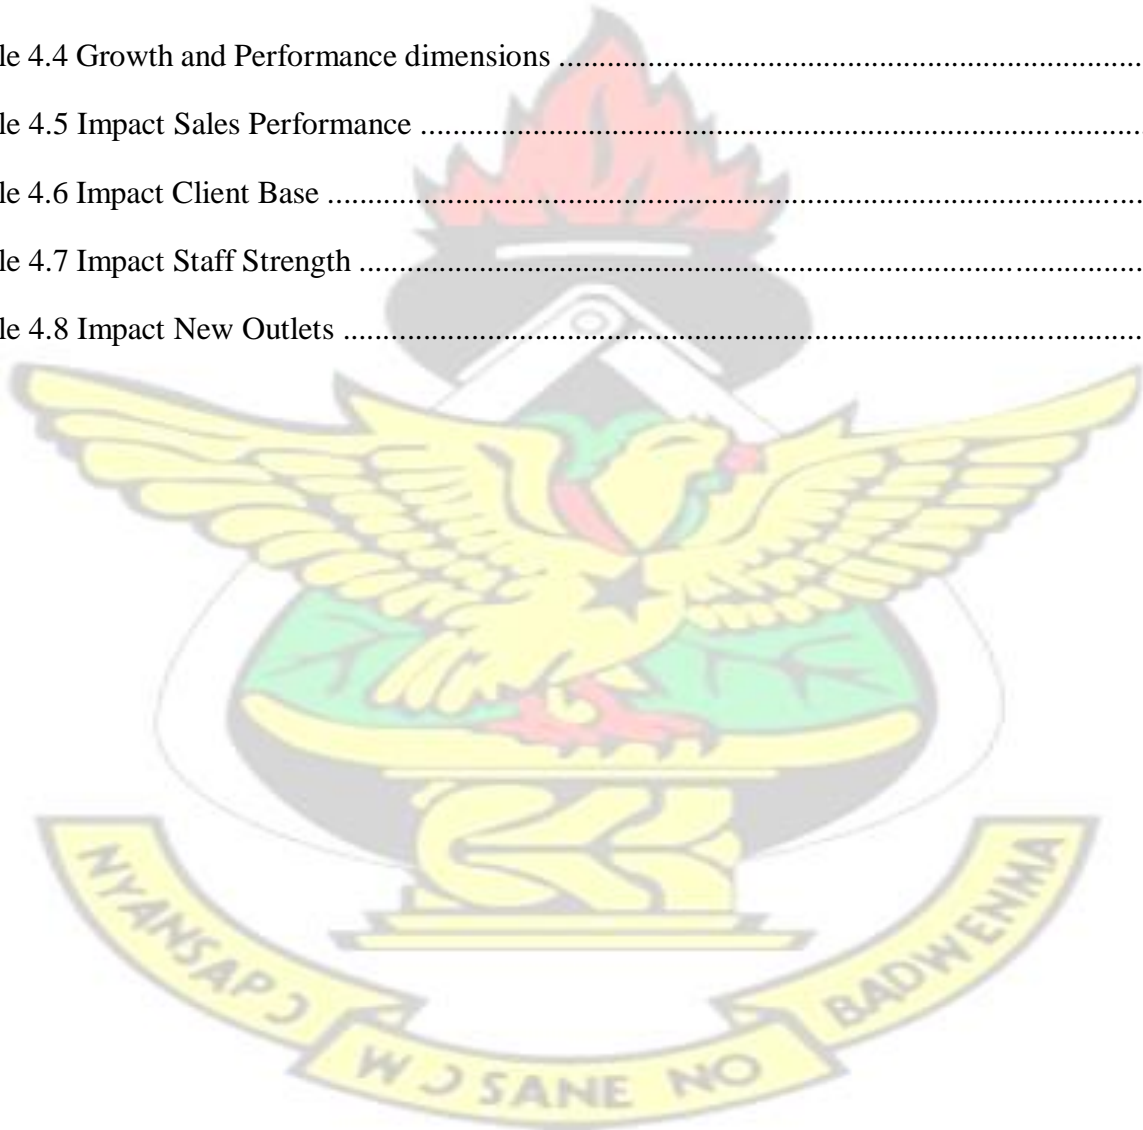 le 4.4 Growth and Performance dimensions ........................................................................
le 4.5 Impact Sales Performance .........................................................................................
le 4.6 Impact Client Base ....................................................................................................
le 4.7 Impact Staff Strength ................................................................................................
le 4.8 Impact New Outlets ..................................................................................................
NYANSAPƆ
WƆSANE NO
BADWENMA